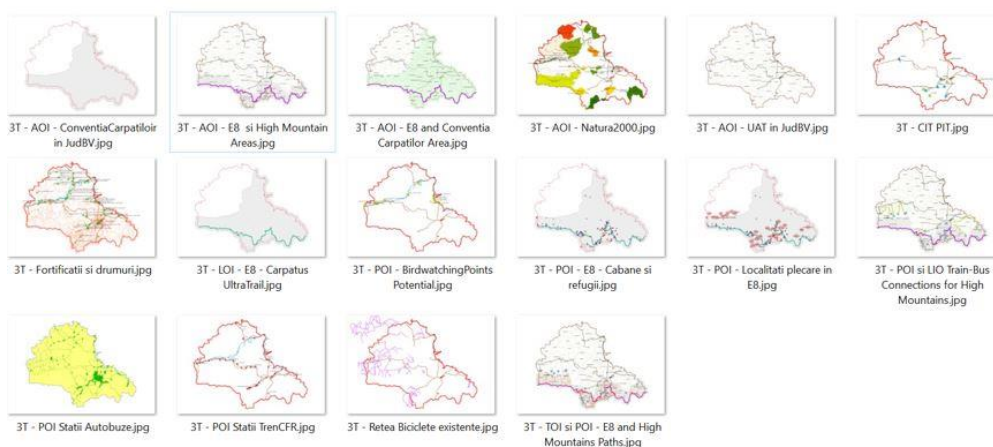 3T - AOI - ConventiaCarpatiloir
in JudBV.jpg
3T - AOI - E8 si High Mountain
Areas.jpg
3T - AOI - E8 and Conventia
Carpatilor Area.jpg
3T - AOI - Natura2000.jpg
3T - AOI - UAT in JudBV.jpg
3T - CIT PIT.jpg
3T - Fortificatii si drumuri.jpg
3T - LOI - E8 - Carpatus
UltraTrail.jpg
3T - POI - BirdwatchingPoints
Potential.jpg
3T - POI - E8 - Cabane si
refugii.jpg
3T - POI - Localitati plecare in
E8.jpg
3T - POI si LIO Train-Bus
Connections for High
Mountains.jpg
3T - POI Statii Autobuze.jpg
3T - POI Statii TrenCFR.jpg
3T - Retea Biciclete existente.jpg
3T - TOI si POI - E8 and High
Mountains Paths.jpg